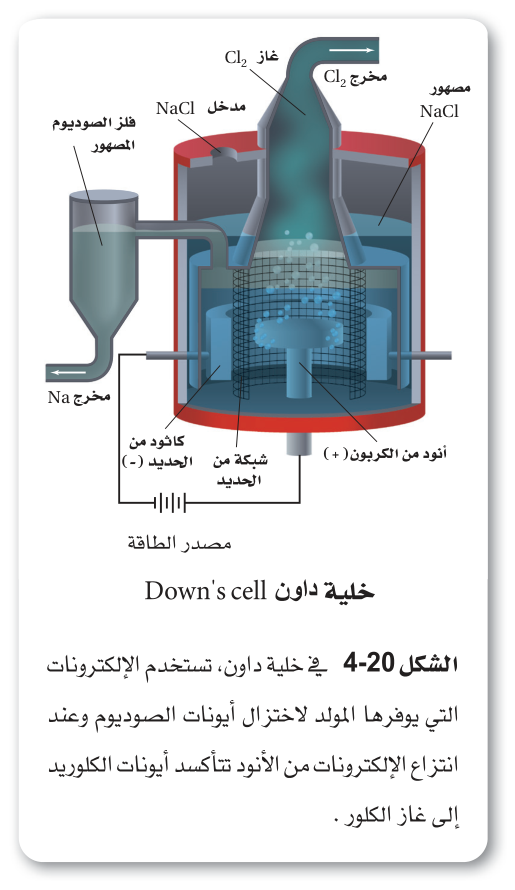 غاز Cl₂
مخرج Cl₂
مصهور
NaCl
مدخل NaCl
فلز الصوديوم
المصهور
مخرج Na
كاثود من
الحديد (-)
شبكة من
الحديد
أنود من الكربون (+)
مصدر الطاقة
خلية داون Down's cell
الشكل 20-4 في خلية داون، تستخدم الإلكترونات
التي يوفرها المولد لاختزال أيونات الصوديوم وعند
انتزاع الإلكترونات من الأنود تتأكسد أيونات الكلوريد
إلى غاز الكلور .